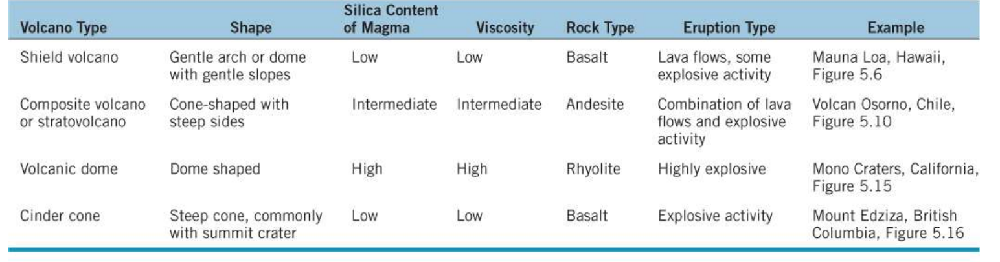 Volcano Type Shape Silica Content of Magma Viscosity Rock Type Eruption Type Example
Shield volcano Gentle arch or dome with gentle slopes Low Low Basalt Lava flows, some explosive activity Mauna Loa, Hawaii, Figure 5.6
Composite volcano or stratovolcano Cone-shaped with steep sides Intermediate Intermediate Andesite Combination of lava flows and explosive activity Volcan Osorno, Chile, Figure 5.10
Volcanic dome Dome shaped High High Rhyolite Highly explosive Mono Craters, California, Figure 5.15
Cinder cone Steep cone, commonly with summit crater Low Low Basalt Explosive activity Mount Edziza, British Columbia, Figure 5.16